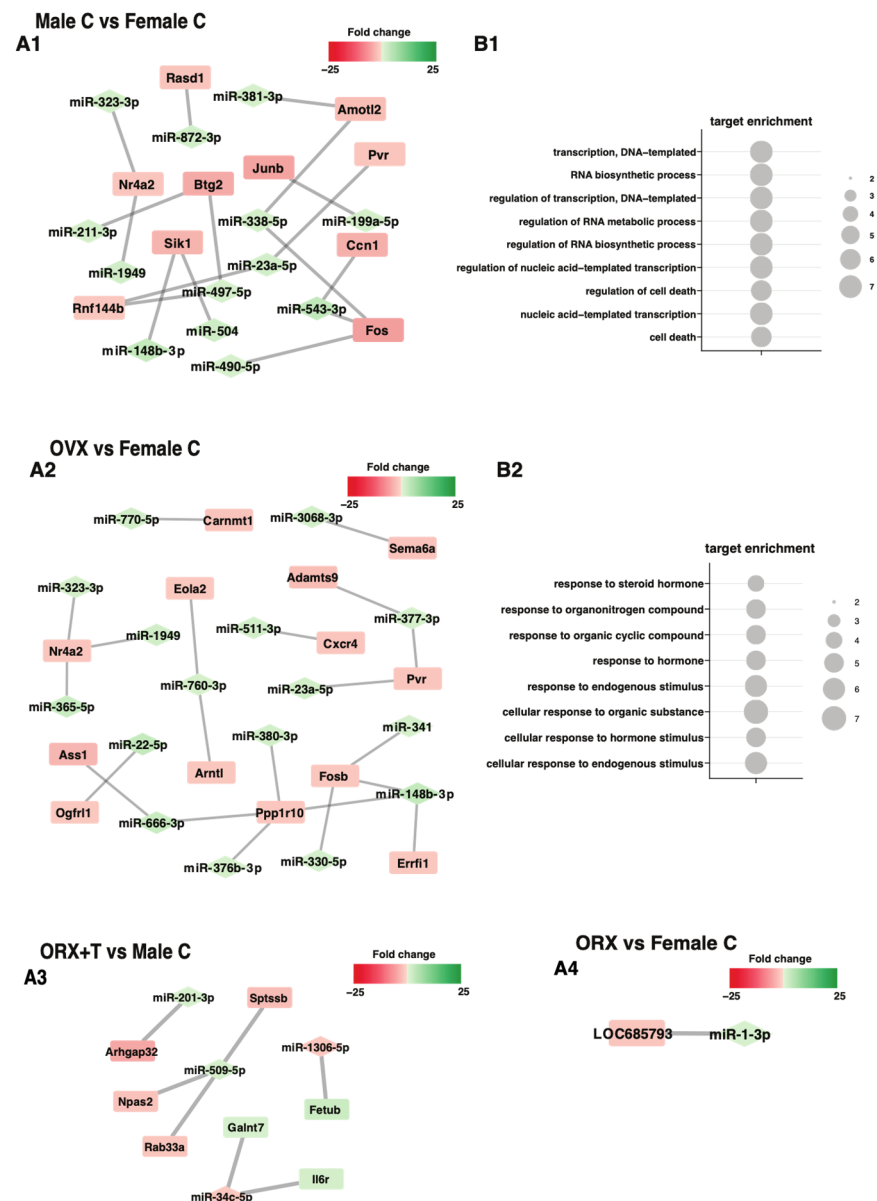 Male C vs Female C
A1
Fold change
−25
25
B1
Rasd1
miR-323-3p
miR-381-3p
Amotl2
miR-872-3p
Pvr
Junb
Nr4a2
Btg2
miR-211-3p
miR-338-5p
miR-199a-5p
Sik1
Ccn1
miR-1949
miR-23a-5p
miR-497-5p
Rnf144b
miR-543-3p
miR-504
Fos
miR-148b-3p
miR-490-5p
target enrichment
transcription, DNA−templated
RNA biosynthetic process
regulation of transcription, DNA−templated
regulation of RNA metabolic process
regulation of RNA biosynthetic process
regulation of nucleic acid−templated transcription
regulation of cell death
nucleic acid−templated transcription
cell death
2
3
4
5
6
7
OVX vs Female C
A2
Fold change
−25
25
B2
miR-770-5p
Carnmt1
miR-3068-3p
Sema6a
miR-323-3p
Eola2
Adamts9
miR-377-3p
miR-1949
miR-511-3p
Cxcr4
Nr4a2
Pvr
miR-760-3p
miR-23a-5p
miR-365-5p
miR-341
miR-380-3p
miR-22-5p
Ass1
Arntl
Fosb
miR-148b-3p
Ogfrl1
Ppp1r10
miR-666-3p
miR-376b-3p
miR-330-5p
Errfi1
target enrichment
response to steroid hormone
response to organonitrogen compound
response to organic cyclic compound
response to hormone
response to endogenous stimulus
cellular response to organic substance
cellular response to hormone stimulus
cellular response to endogenous stimulus
2
3
4
5
6
7
ORX+T vs Male C
A3
Fold change
−25
25
miR-201-3p
Sptssb
Arhgap32
miR-1306-5p
miR-509-5p
Npas2
Fetub
Galnt7
Rab33a
Il6r
miR-34c-5p
ORX vs Female C
A4
Fold change
−25
25
LOC685793
miR-1-3p